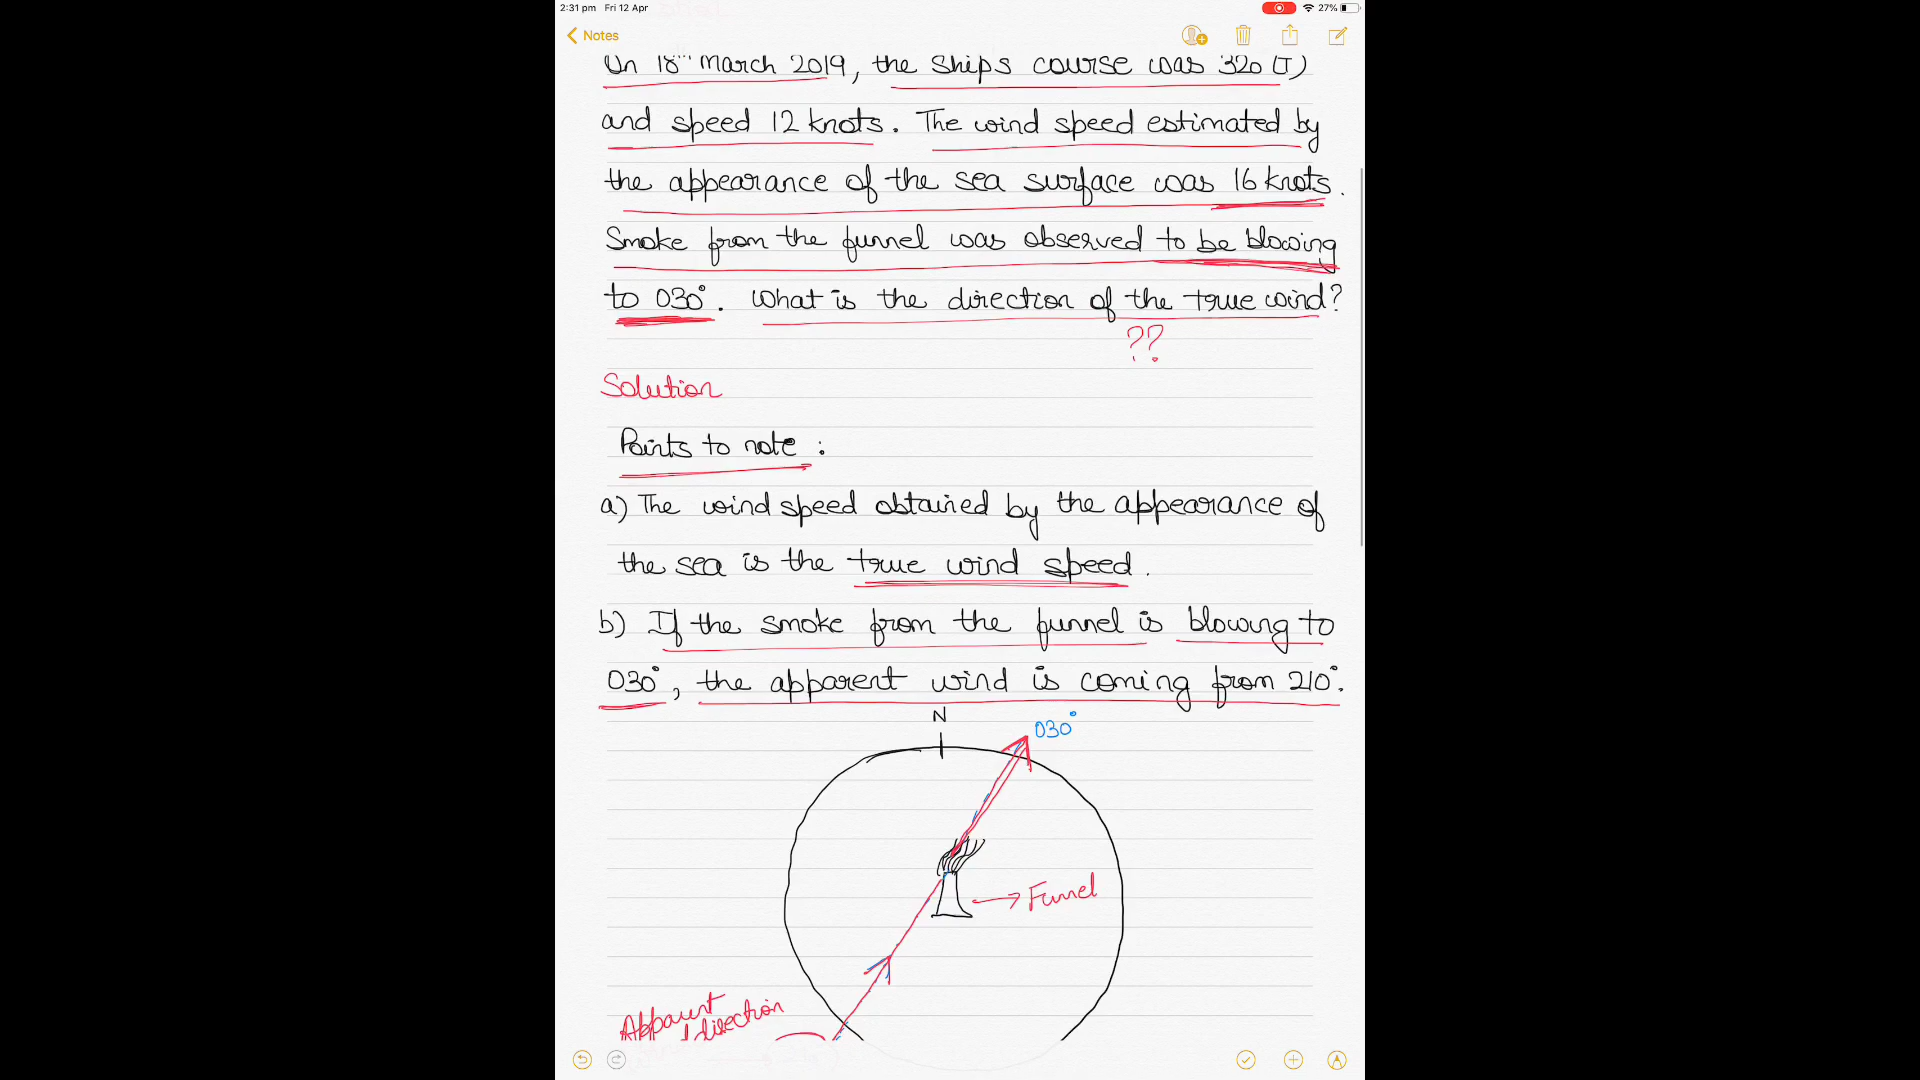 2:31 pm Fri 12 Apr
27%
Notes
On 18th March 2019, the ships course was 320 (T)
and speed 12 knots. The wind speed estimated by
the appearance of the sea surface was 16 knots.
Smoke from the funnel was observed to be blowing
to 030°. What is the direction of the true wind?
??
Solution
Points to note :
a) The wind speed obtained by the appearance of
the sea is the true wind speed.
b) If the smoke from the funnel is blowing to
030°, the apparent wind is coming from 210°.
N
030°
Funnel
Apparent
direction